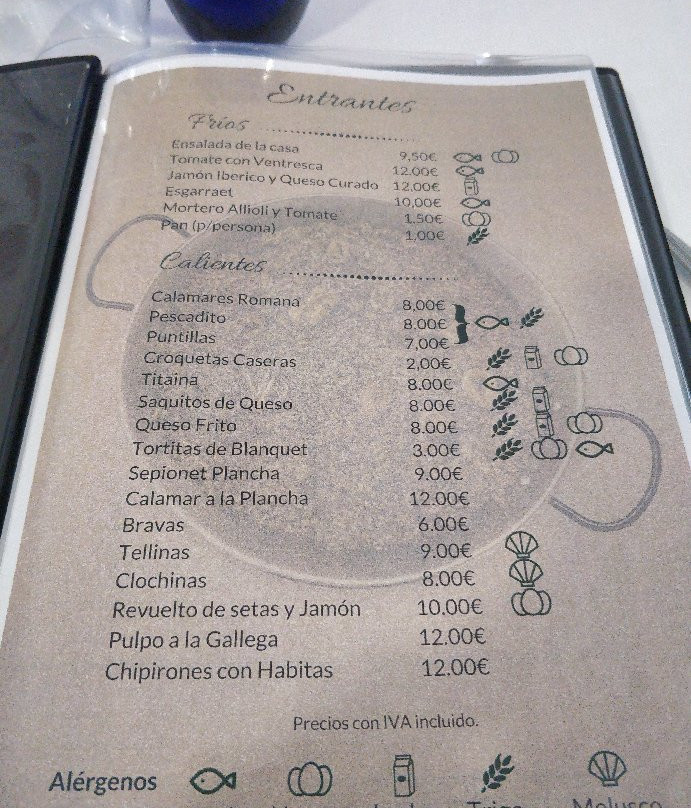 Entrantes
Frios
Ensalada de la casa 9,50€
Tomate con Ventresca 12.00€
Jamón Iberico y Queso Curado 12,00€
Esgarraet 10,00€
Mortero Allioli y Tomate 1,50€
Pan (p/persona) 1,00€
Calientes
Calamares Romana 8,00€
Pescadito 8.00€
Puntillas 7,00€
Croquetas Caseras 2,00€
Titaina 8.00€
Saquitos de Queso 8.00€
Queso Frito 8.00€
Tortitas de Blanquet 3.00€
Sepionet Plancha 9.00€
Calamar a la Plancha 12.00€
Bravas 6.00€
Tellinas 9.00€
Clochinas 8.00€
Revuelto de setas y Jamón 10.00€
Pulpo a la Gallega 12.00€
Chipirones con Habitas 12.00€
Precios con IVA incluido.
Alérgenos
Trigo Molusco